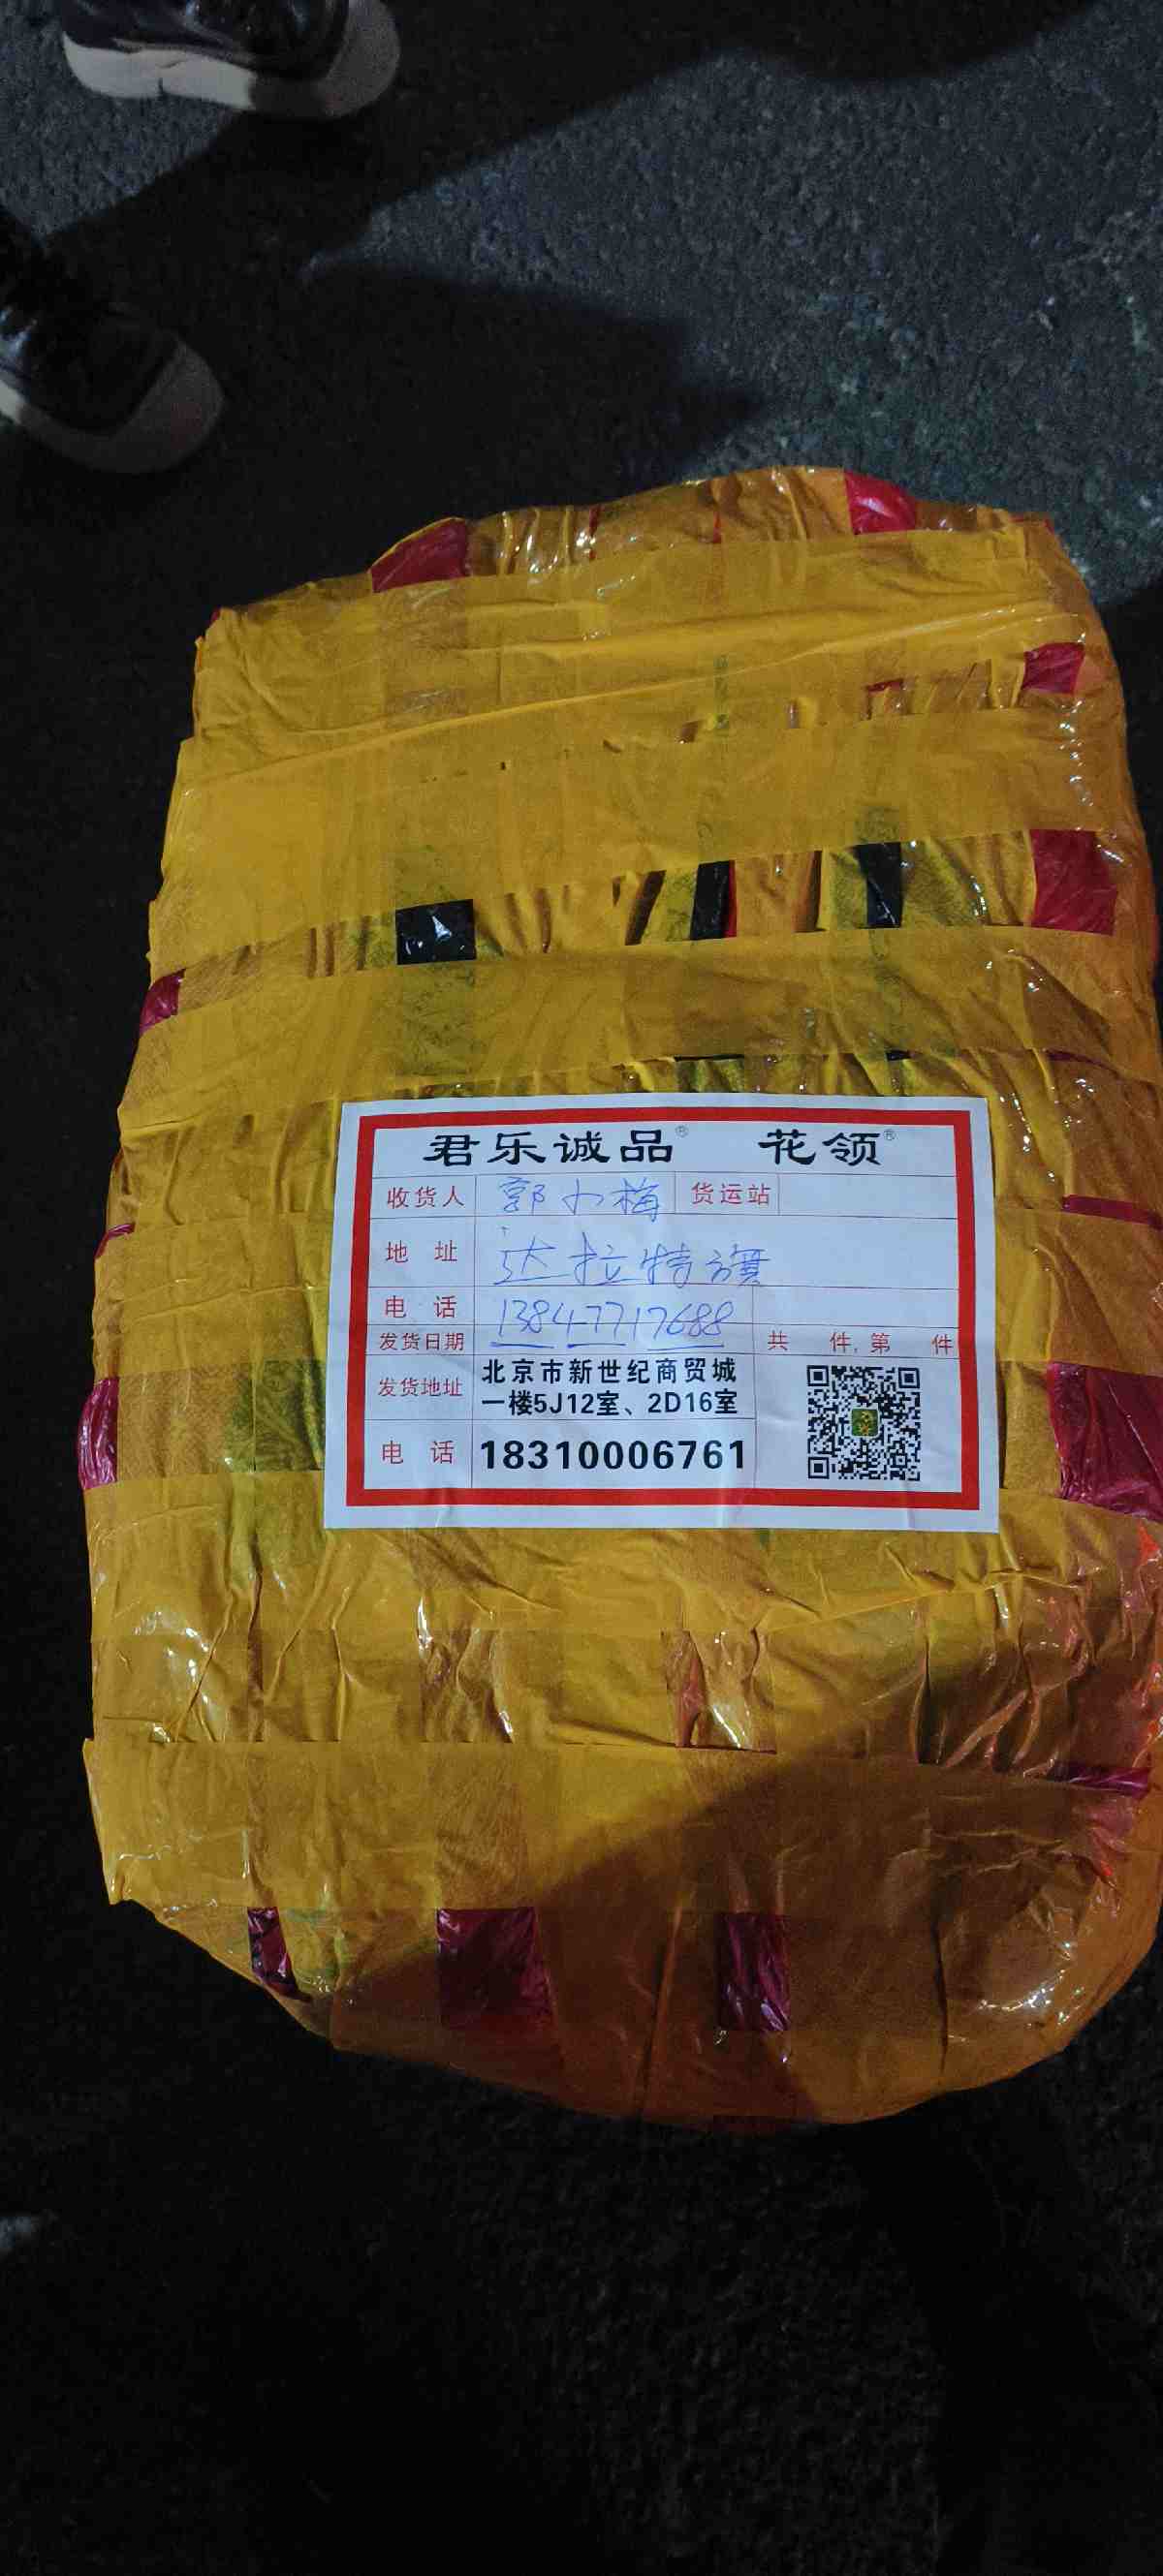 君乐诚品® 花领®
收货人 郭小梅 货运站
地 址 达拉特旗
电 话 13847717688
发货日期 共 件,第 件
发货地址 北京市新世纪商贸城
一楼5J12室、2D16室
电 话 18310006761